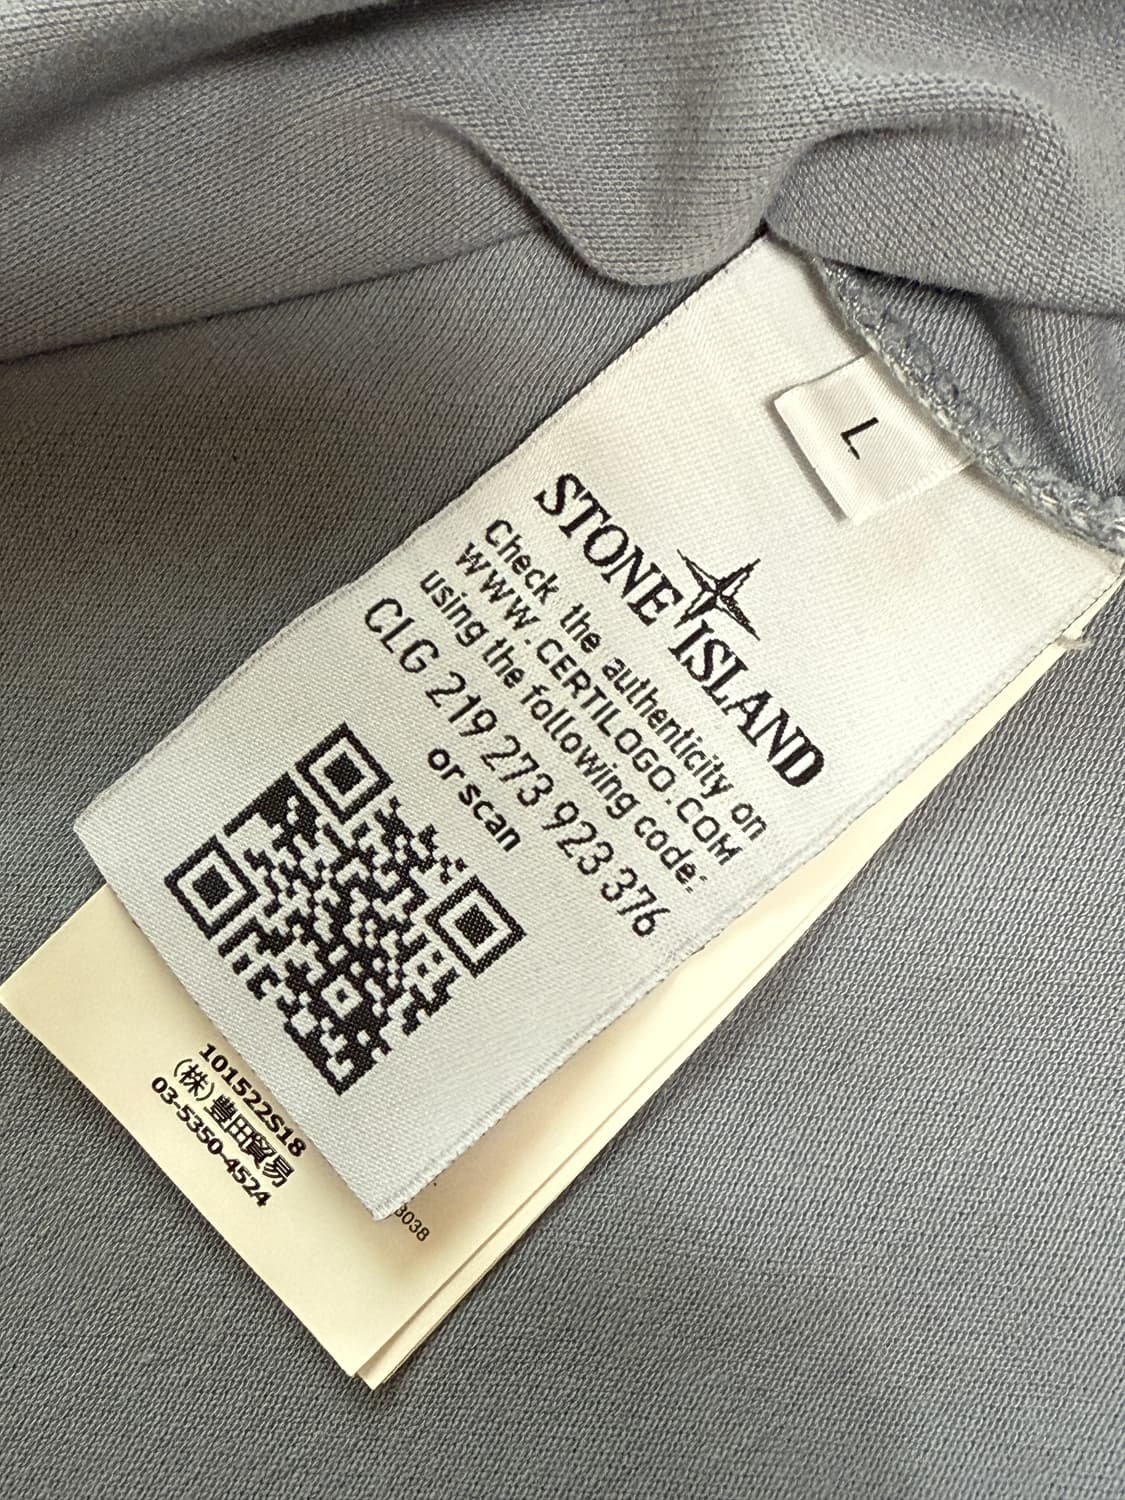 L
STONE ISLAND
Check the authenticity on
WWW.CERTILOGO.COM
using the following code:
CLG 219 273 923 376
or scan
101522S18
(株)豊田貿易
03-5350-4524
3038